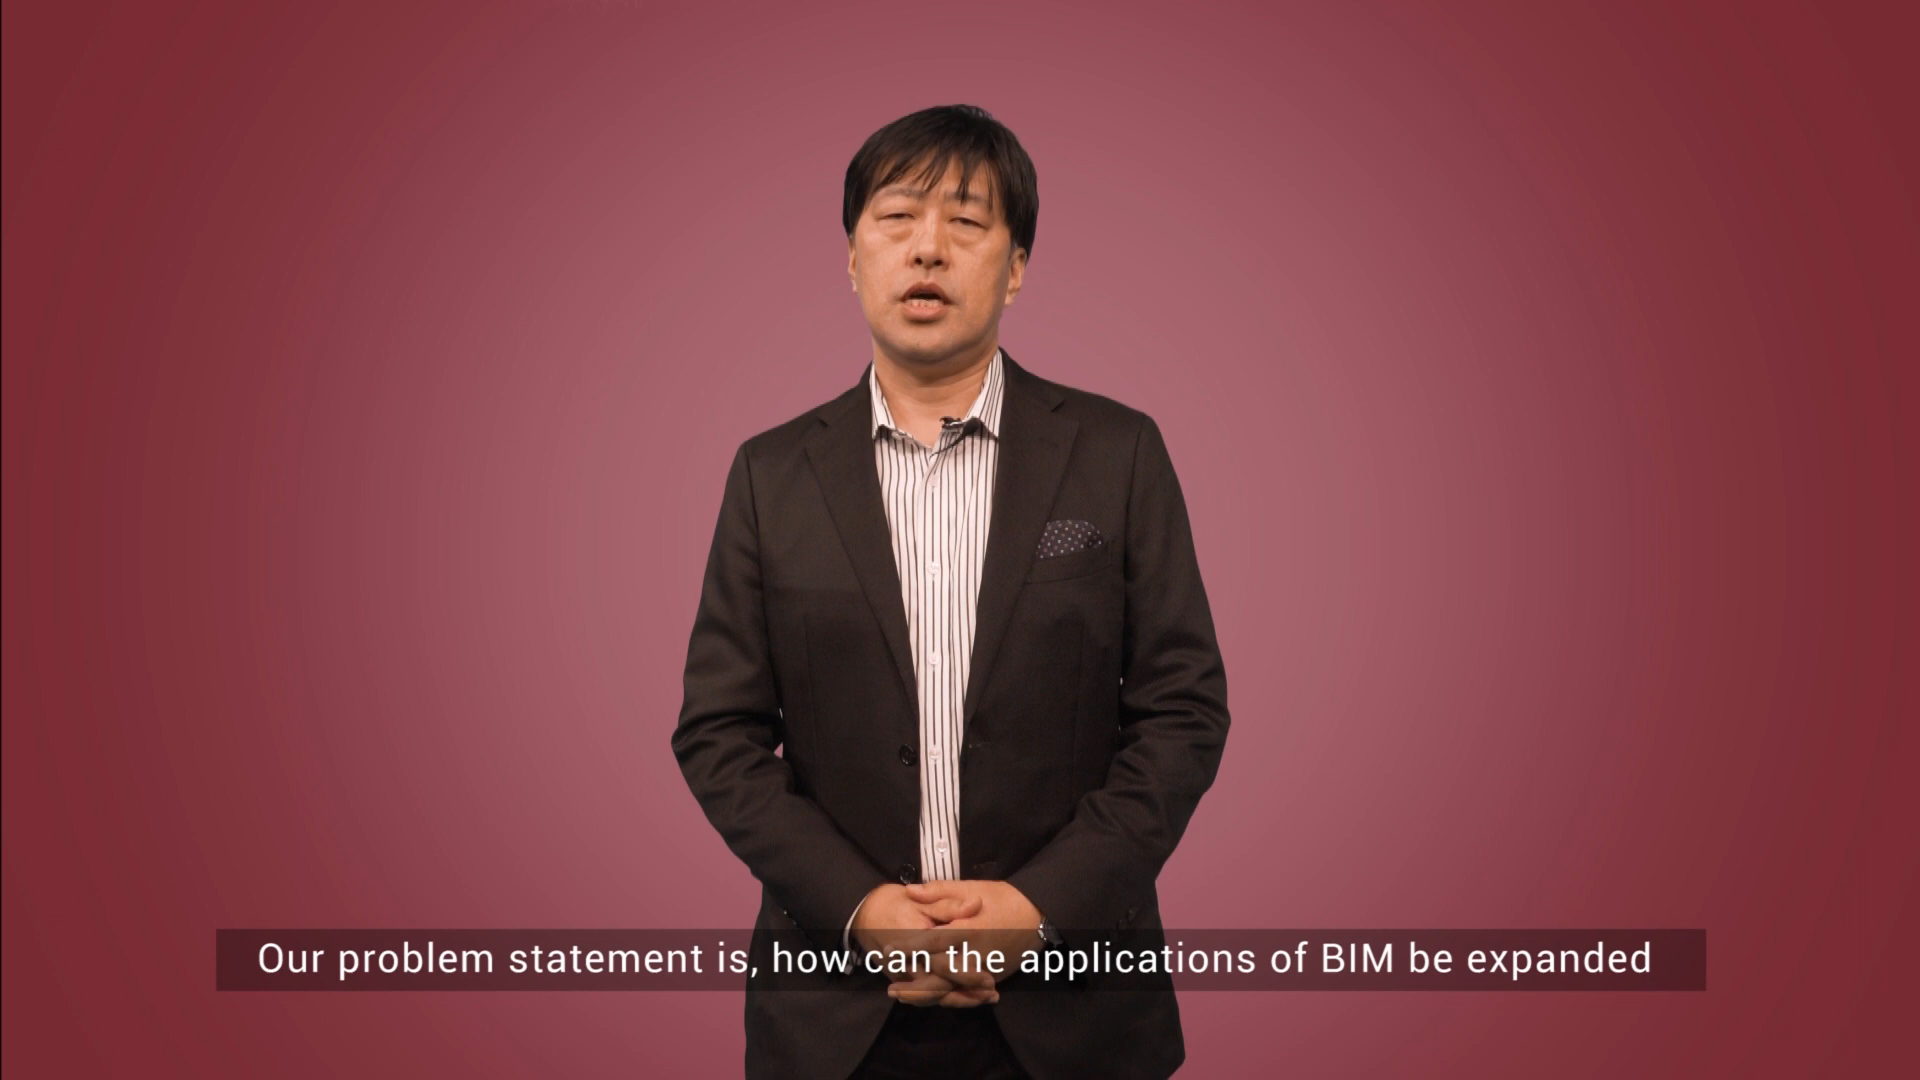 Our problem statement is, how can the applications of BIM be expanded